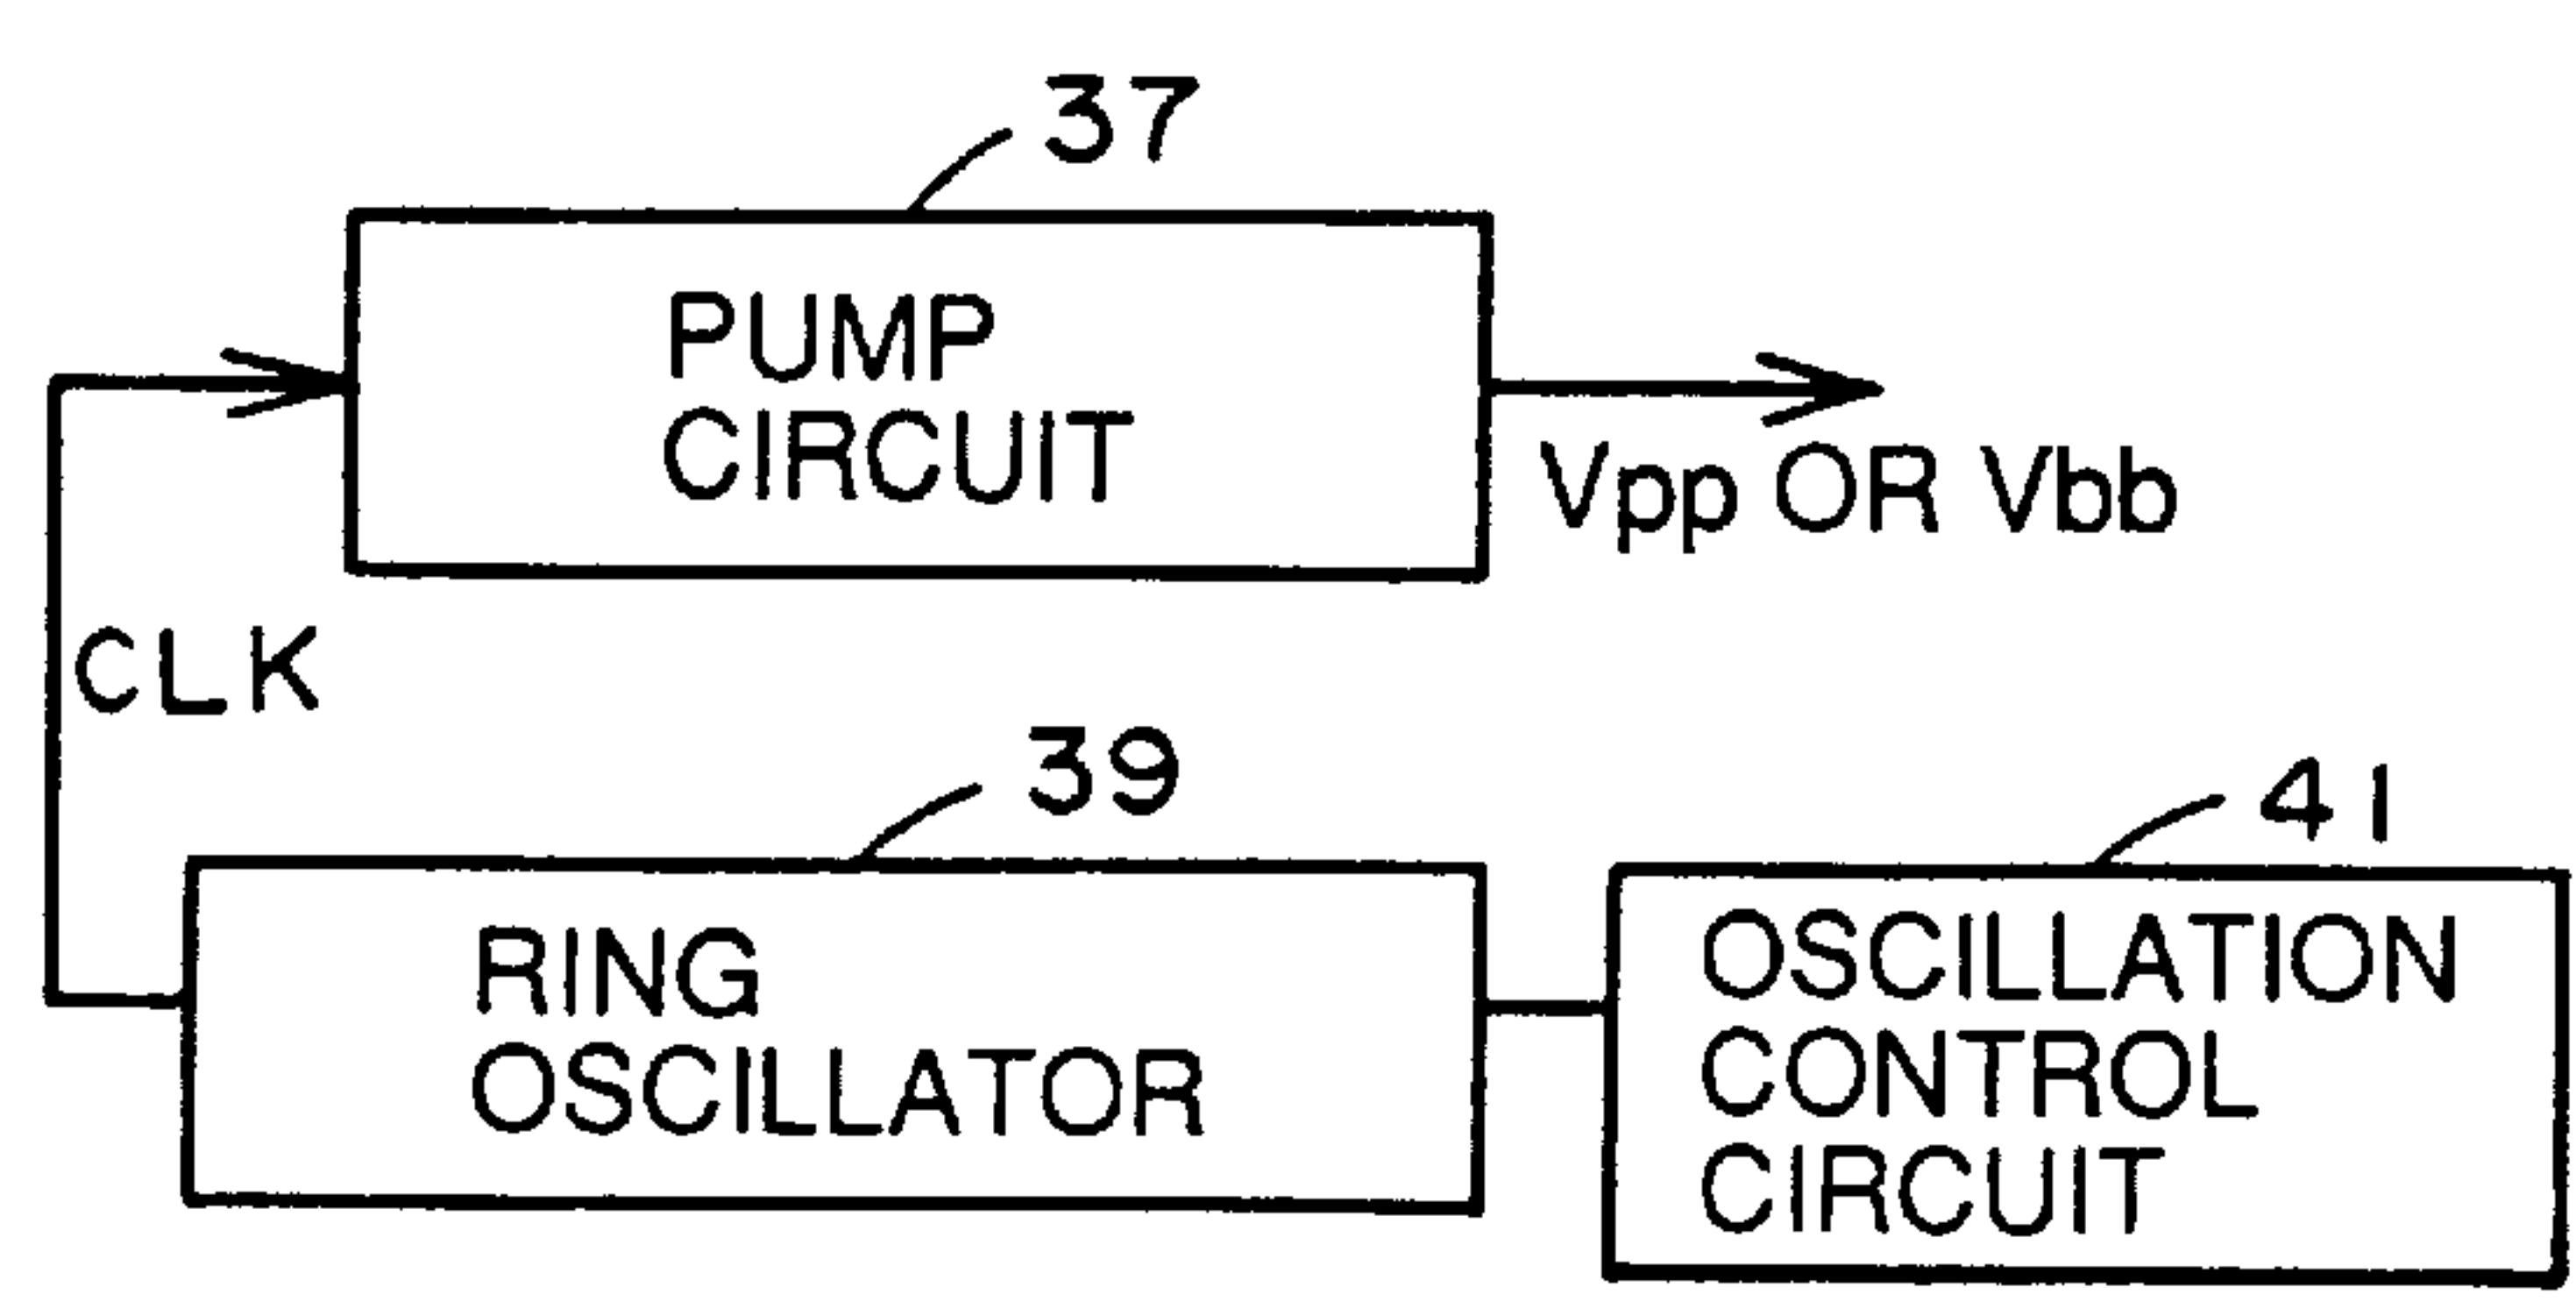 37
PUMP
CIRCUIT
Vpp OR Vbb
CLK
39
41
RING
OSCILLATOR
OSCILLATION
CONTROL
CIRCUIT